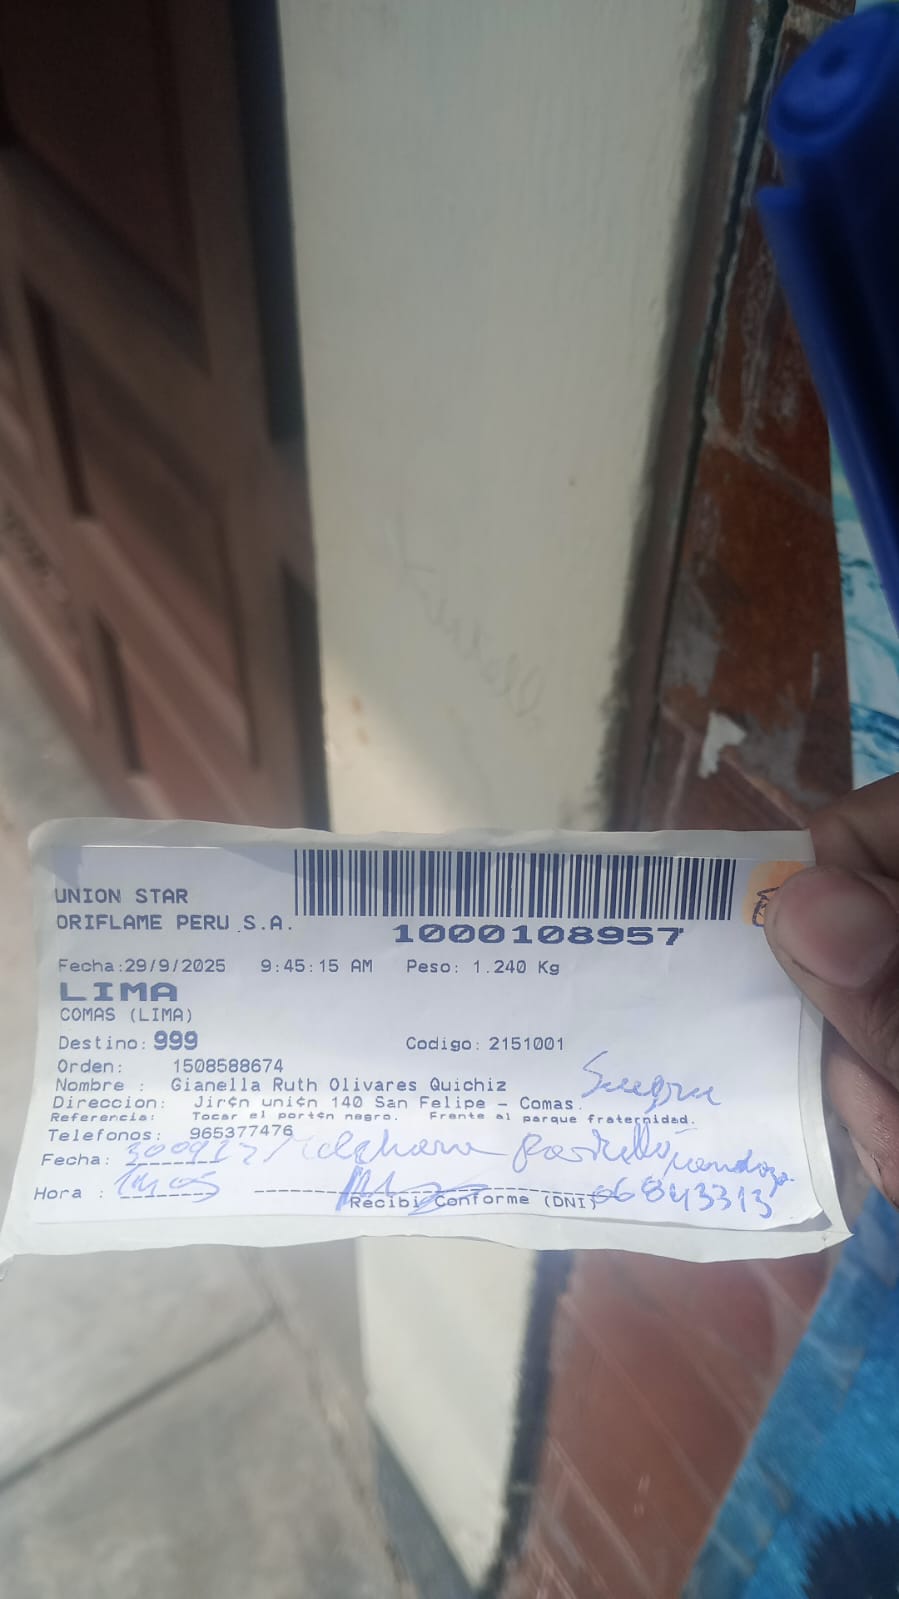 UNION STAR
ORIFLAME PERU S.A.
1000108957
Fecha:29/9/2025 9:45:15 AM Peso: 1.240 Kg
LIMA
COMAS (LIMA)
Destino: 999 Codigo: 2151001
Orden: 1508588674
Nombre : Gianella Ruth Olivares Quichiz
Suegra
Direccion: Jir¢n uni¢n 140 San Felipe - Comas.
Referencia: Tocar el port¢n negro. Frente al parque fraternidad.
Telefonos: 965377476
Fecha:
Hora :
Recibi Conforme (DNI)